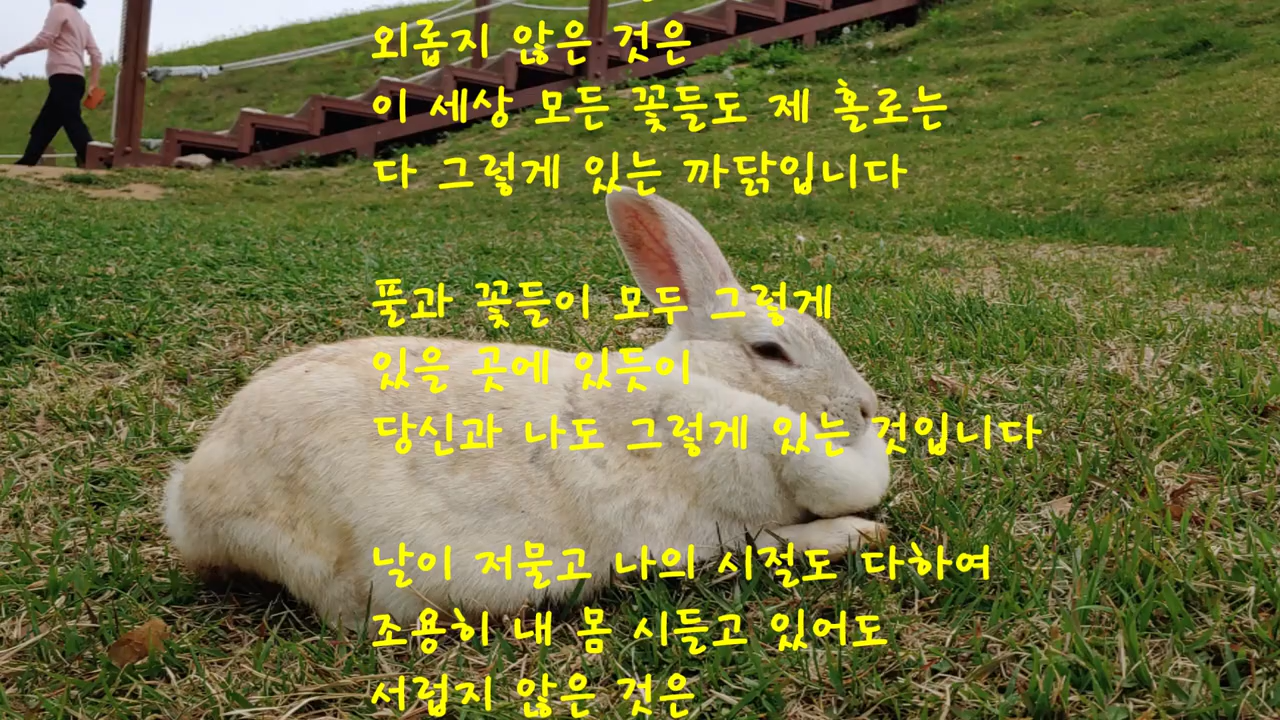 외롭지 않은 것은
이 세상 모든 꽃들도 제 홀로는
다 그렇게 있는 까닭입니다
풀과 꽃들이 모두 그렇게
있을 곳에 있듯이
당신과 나도 그렇게 있는 것입니다
날이 저물고 나의 시절도 다하여
조용히 내 몸 시들고 있어도
서럽지 않은 것은